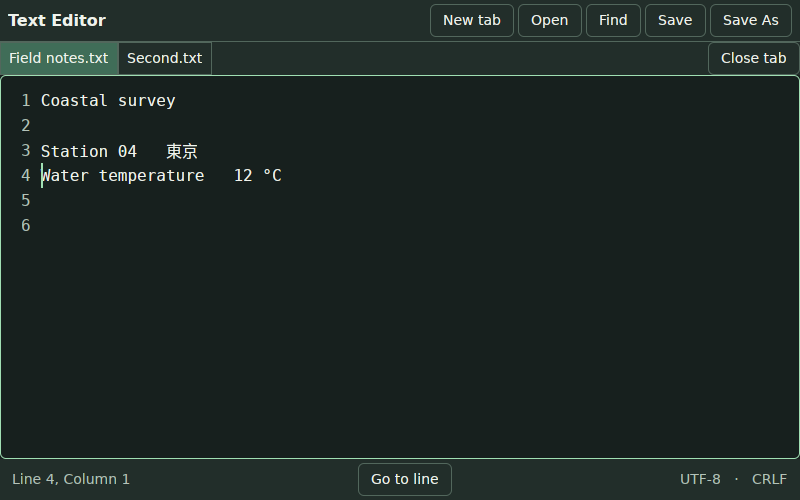 Text Editor
New tab
Open
Find
Save
Save As
Field notes.txt
Second.txt
Close tab
1 Coastal survey
2
3 Station 04   東京
4 Water temperature   12 °C
5
6
Line 4, Column 1
Go to line
UTF-8 · CRLF